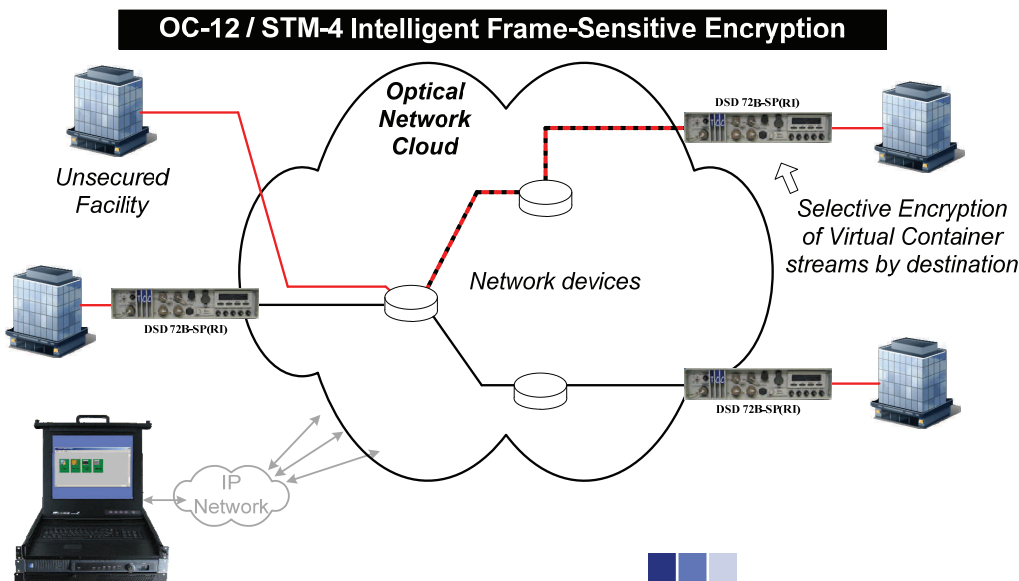 OC-12 / STM-4 Intelligent Frame-Sensitive Encryption
Optical
Network
Cloud
DSD 72B-SP(RI)
Unsecured
Facility
Selective Encryption
of Virtual Container
streams by destination
Network devices
DSD 72B-SP(RI)
DSD 72B-SP(RI)
IP
Network